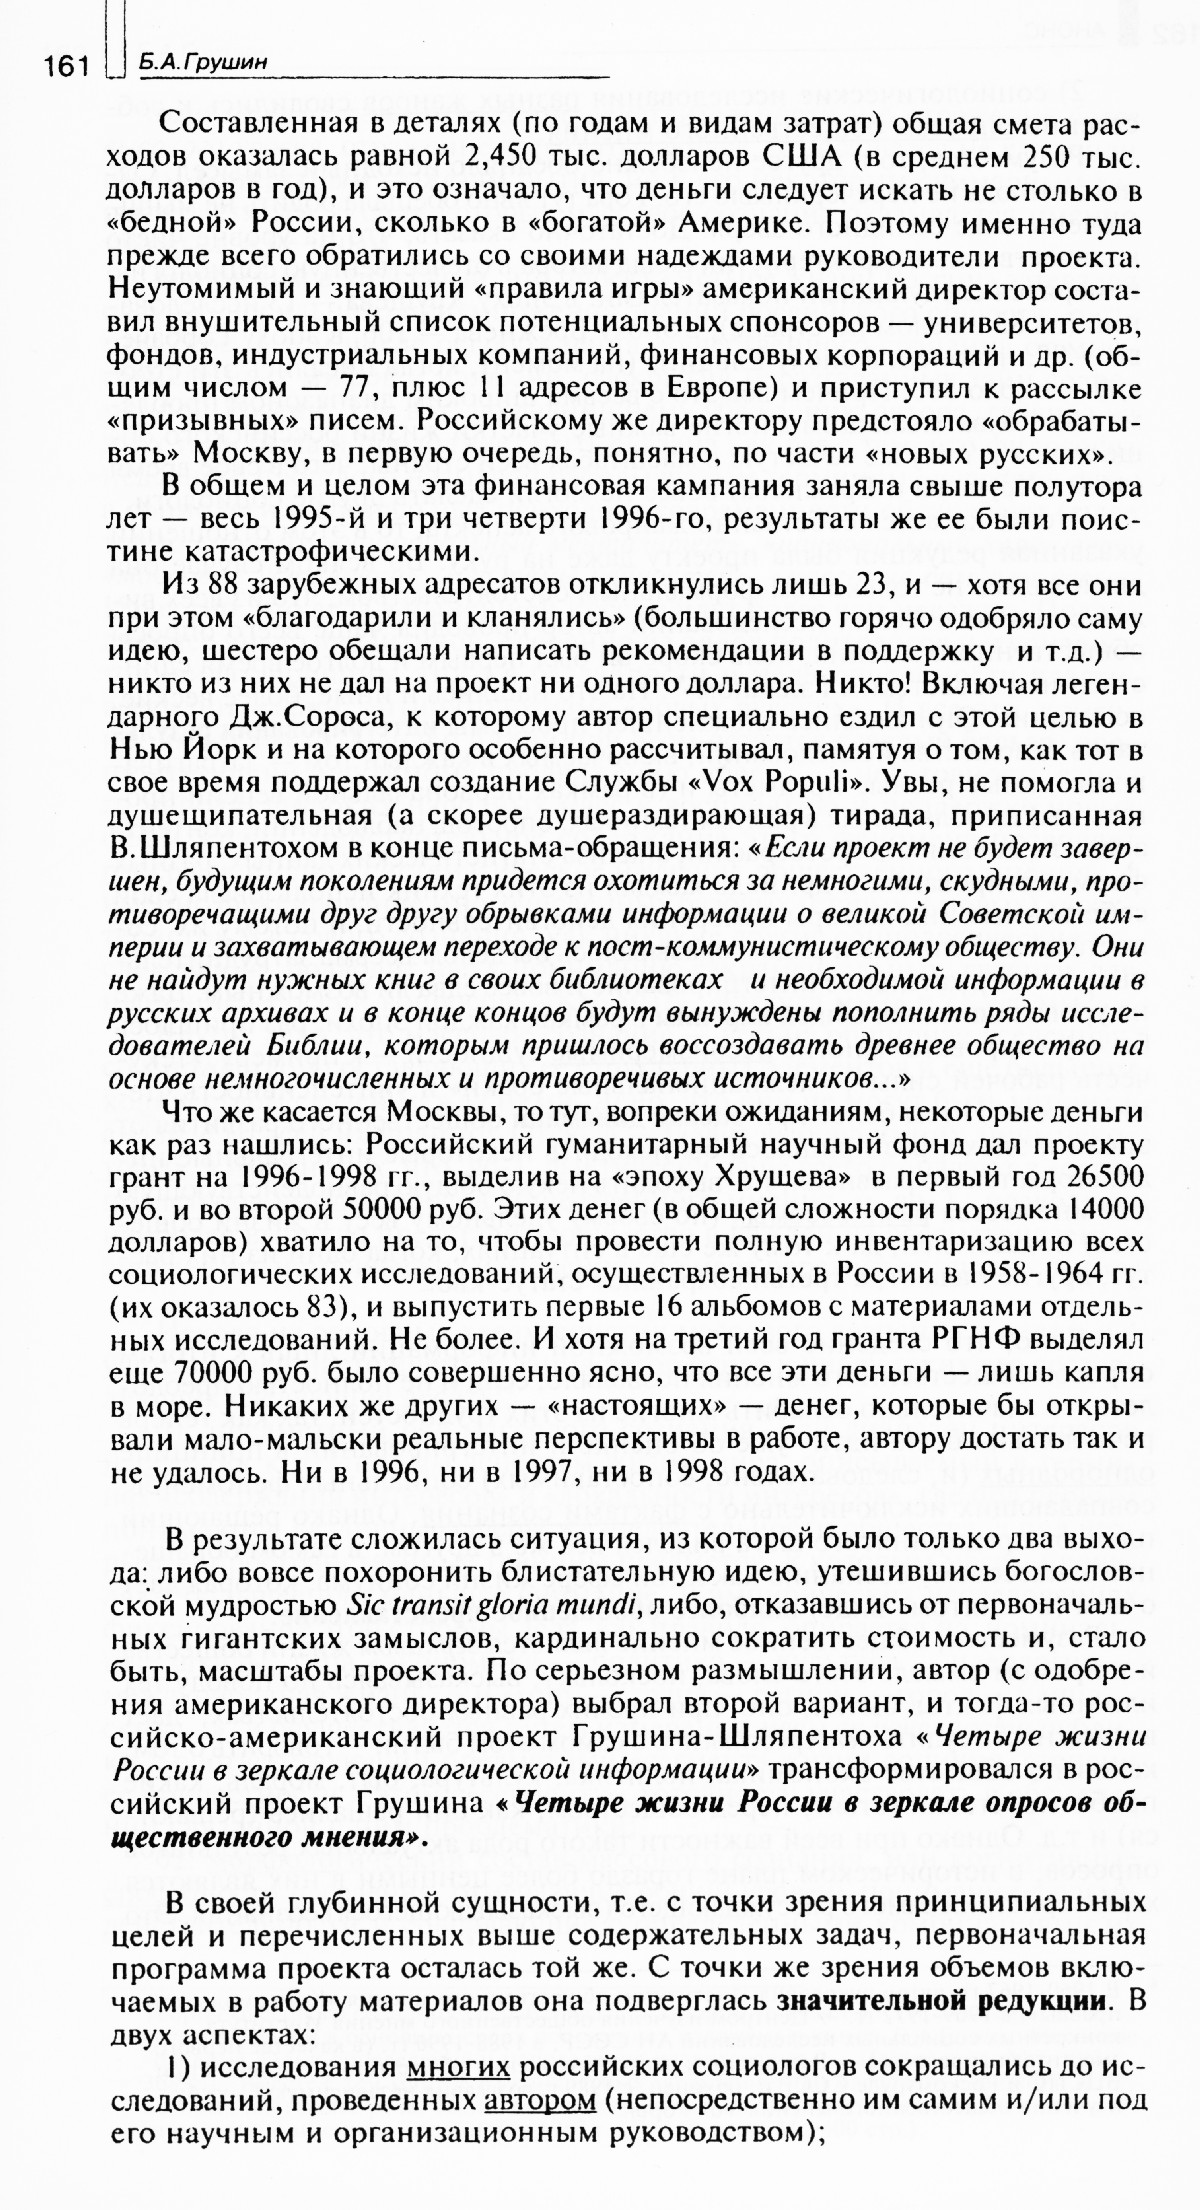 161
Б.А.Грушин
Составленная в деталях (по годам и видам затрат) общая смета рас-
ходов оказалась равной 2,450 тыс. долларов США (в среднем 250 тыс.
долларов в год), и это означало, что деньги следует искать не столько в
«бедной» России, сколько в «богатой» Америке. Поэтому именно туда
прежде всего обратились со своими надеждами руководители проекта.
Неутомимый и знающий «правила игры» американский директор соста-
вил внушительный список потенциальных спонсоров — университетов,
фондов, индустриальных компаний, финансовых корпораций и др. (об-
щим числом — 77, плюс 11 адресов в Европе) и приступил к рассылке
«призывных» писем. Российскому же директору предстояло «обрабаты-
вать» Москву, в первую очередь, понятно, по части «новых русских».
В общем и целом эта финансовая кампания заняла свыше полутора
лет — весь 1995-й и три четверти 1996-го, результаты же ее были поис-
тине катастрофическими.
Из 88 зарубежных адресатов откликнулись лишь 23, и — хотя все они
при этом «благодарили и кланялись» (большинство горячо одобряло саму
идею, шестеро обещали написать рекомендации в поддержку и т.д.) —
никто из них не дал на проект ни одного доллара. Никто! Включая леген-
дарного Дж.Сороса, к которому автор специально ездил с этой целью в
Нью Йорк и на которого особенно рассчитывал, памятуя о том, как тот в
свое время поддержал создание Службы «Vox Populi». Увы, не помогла и
душещипательная (а скорее душераздирающая) тирада, приписанная
В.Шляпентохом в конце письма-обращения: «Если проект не будет завер-
шен, будущим поколениям придется охотиться за немногими, скудными, про-
тиворечащими друг другу обрывками информации о великой Советской им-
перии и захватывающем переходе к пост-коммунистическому обществу. Они
не найдут нужных книг в своих библиотеках и необходимой информации в
русских архивах и в конце концов будут вынуждены пополнить ряды иссле-
дователей Библии, которым пришлось воссоздавать древнее общество на
основе немногочисленных и противоречивых источников...»
Что же касается Москвы, то тут, вопреки ожиданиям, некоторые деньги
как раз нашлись: Российский гуманитарный научный фонд дал проекту
грант на 1996-1998 гг., выделив на «эпоху Хрущева» в первый год 26500
руб. и во второй 50000 руб. Этих денег (в общей сложности порядка 14000
долларов) хватило на то, чтобы провести полную инвентаризацию всех
социологических исследований, осуществленных в России в 1958-1964 гг.
(их оказалось 83), и выпустить первые 16 альбомов с материалами отдель-
ных исследований. Не более. И хотя на третий год гранта РГНФ выделял
еще 70000 руб. было совершенно ясно, что все эти деньги — лишь капля
в море. Никаких же других — «настоящих» — денег, которые бы откры-
вали мало-мальски реальные перспективы в работе, автору достать так и
не удалось. Ни в 1996, ни в 1997, ни в 1998 годах.
В результате сложилась ситуация, из которой было только два выхо-
да: либо вовсе похоронить блистательную идею, утешившись богослов-
ской мудростью Sic transit gloria mundi, либо, отказавшись от первоначаль-
ных гигантских замыслов, кардинально сократить стоимость и, стало
быть, масштабы проекта. По серьезном размышлении, автор (с одобре-
ния американского директора) выбрал второй вариант, и тогда-то рос-
сийско-американский проект Грушина-Шляпентоха «Четыре жизни
России в зеркале социологической информации» трансформировался в рос-
сийский проект Грушина «Четыре жизни России в зеркале опросов об-
щественного мнения».
В своей глубинной сущности, т.е. с точки зрения принципиальных
целей и перечисленных выше содержательных задач, первоначальная
программа проекта осталась той же. С точки же зрения объемов вклю-
чаемых в работу материалов она подверглась значительной редукции. В
двух аспектах:
1) исследования многих российских социологов сокращались до ис-
следований, проведенных автором (непосредственно им самим и/или под
его научным и организационным руководством);